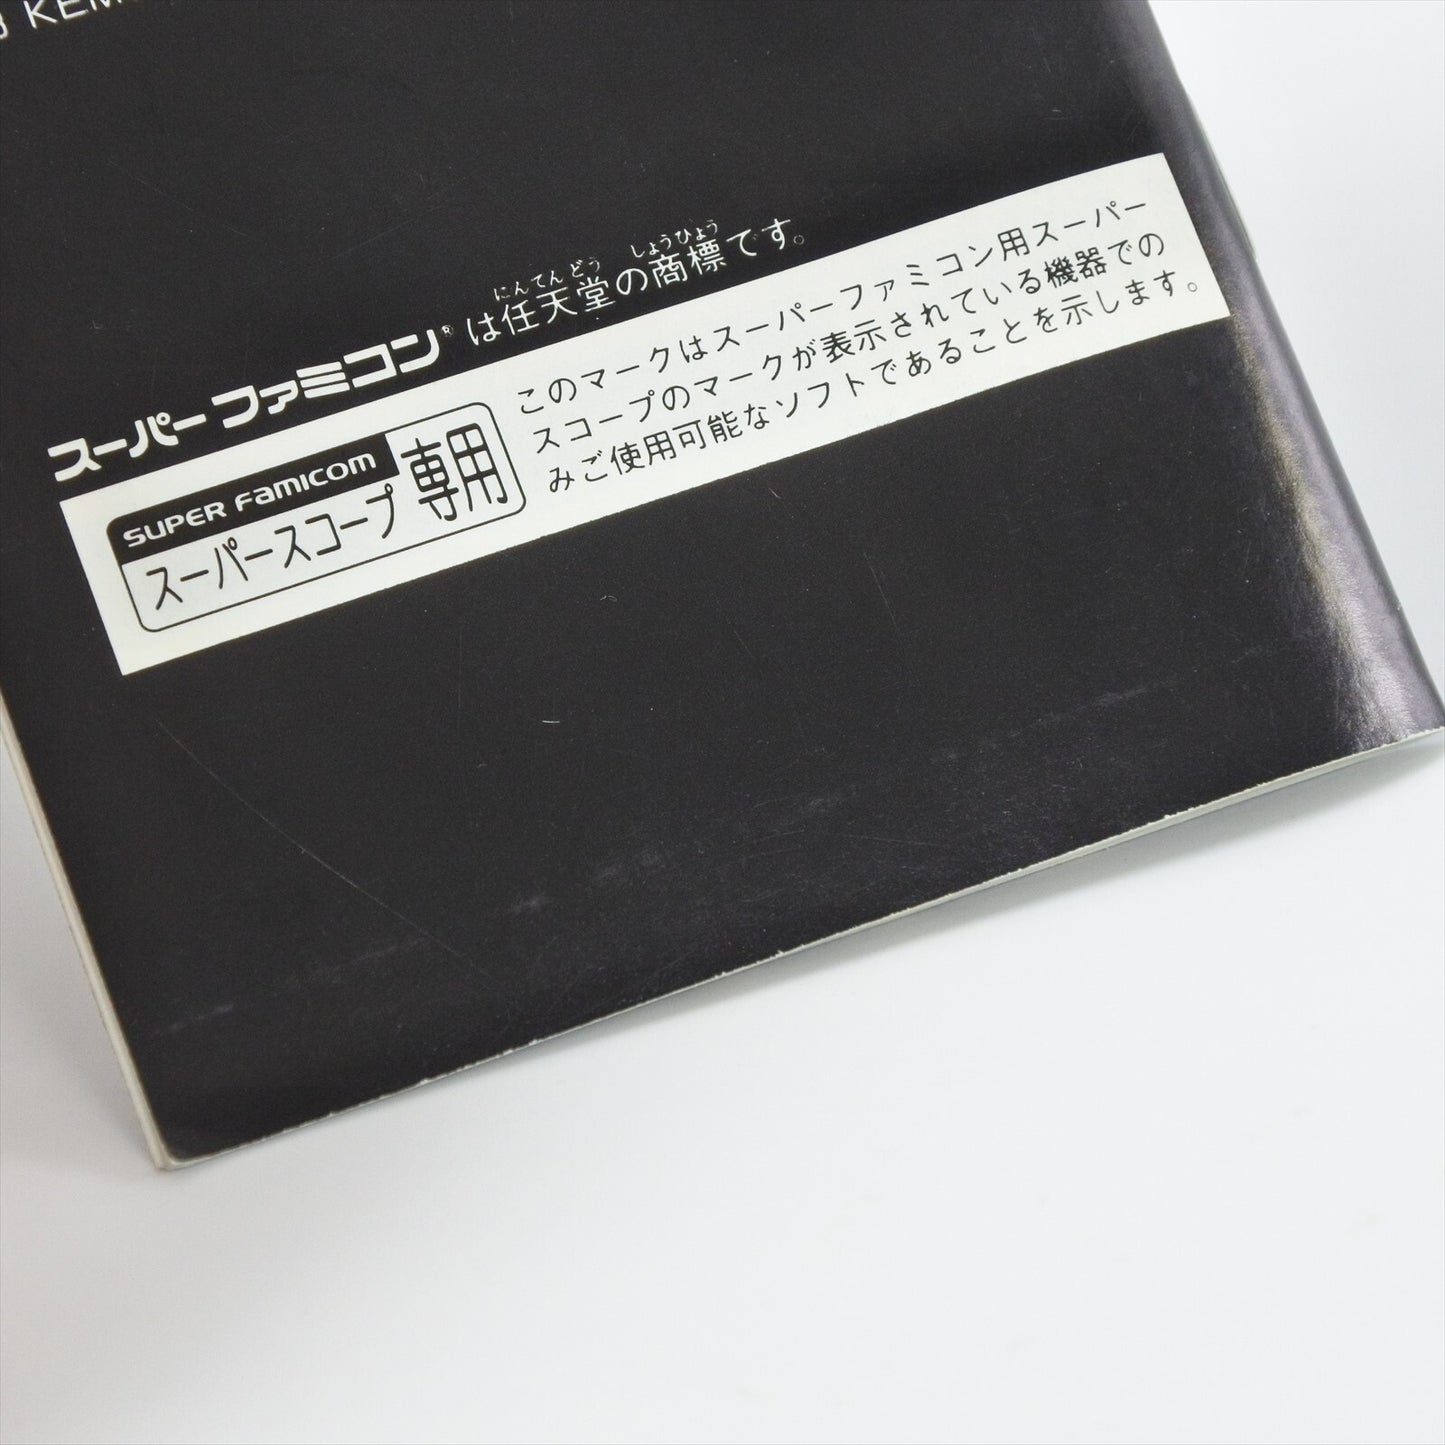 KEM
スーパーファミコン®は任天堂の商標です。
にんてんどう しょうひょう
SUPER FAMICOM
スーパースコープ 専用
このマークはスーパーファミコン用スーパー
スコープのマークが表示されている機器での
みご使用可能なソフトであることを示します。